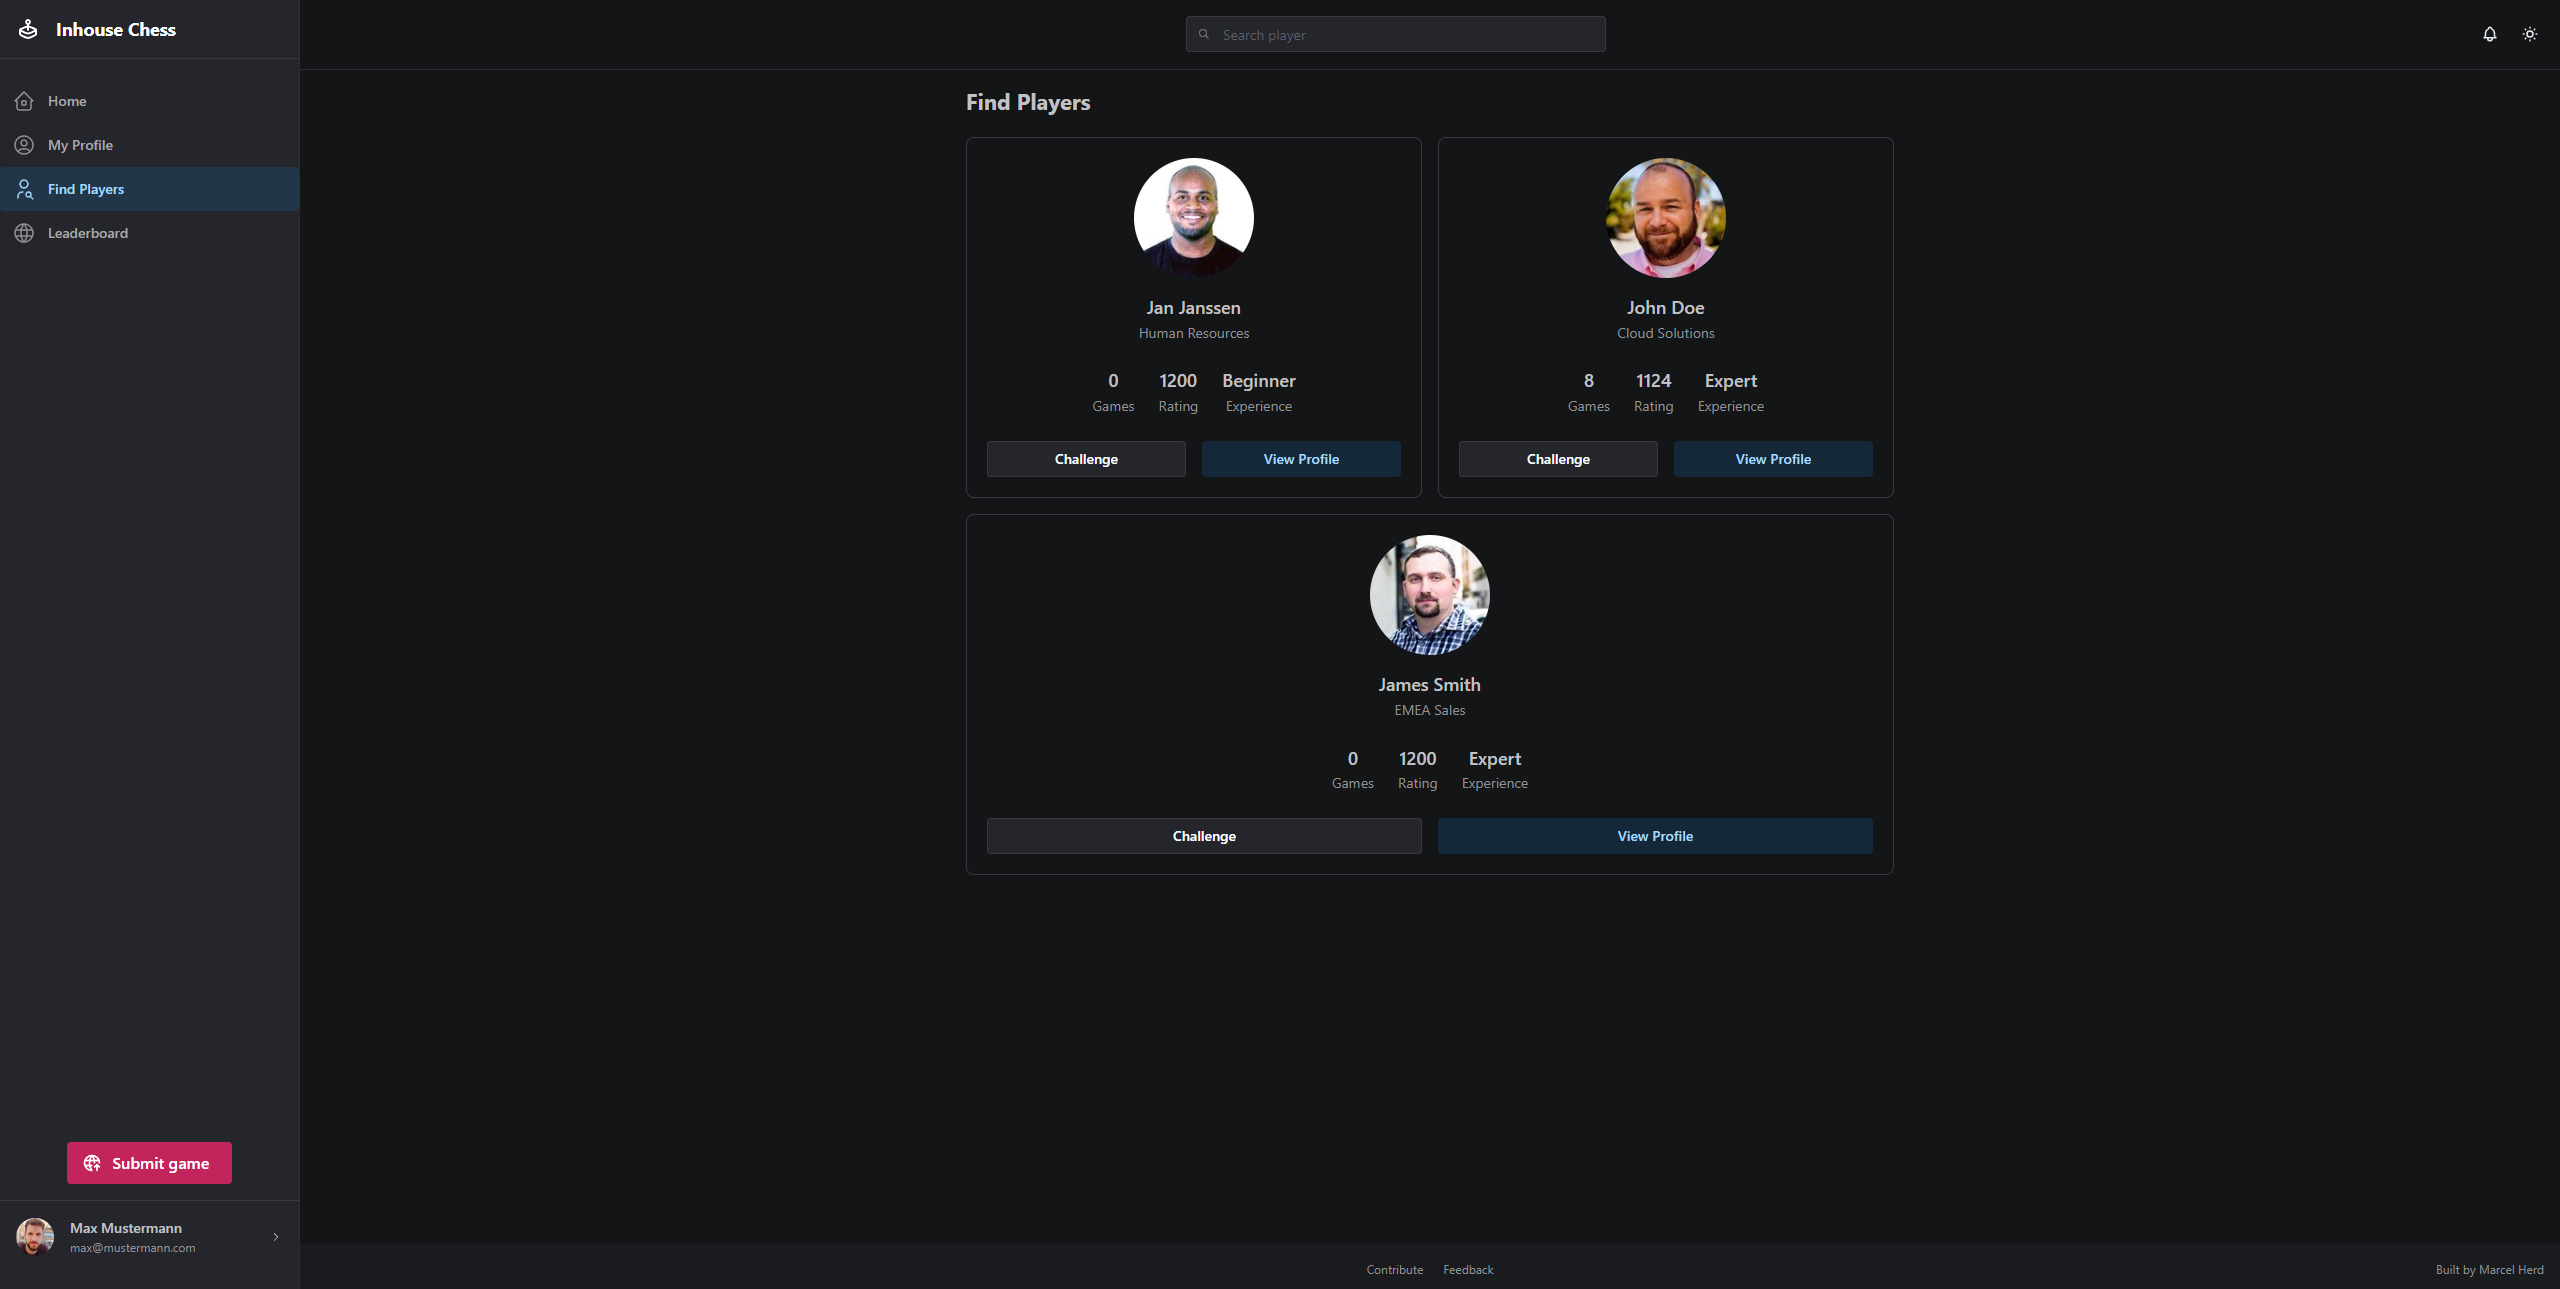 Inhouse Chess
Search player
Home
My Profile
Find Players
Leaderboard
Find Players
Jan Janssen
Human Resources
0 1200 Beginner
Games Rating Experience
Challenge View Profile
John Doe
Cloud Solutions
8 1124 Expert
Games Rating Experience
Challenge View Profile
James Smith
EMEA Sales
0 1200 Expert
Games Rating Experience
Challenge View Profile
Submit game
Max Mustermann
max@mustermann.com
Contribute Feedback
Built by Marcel Herd